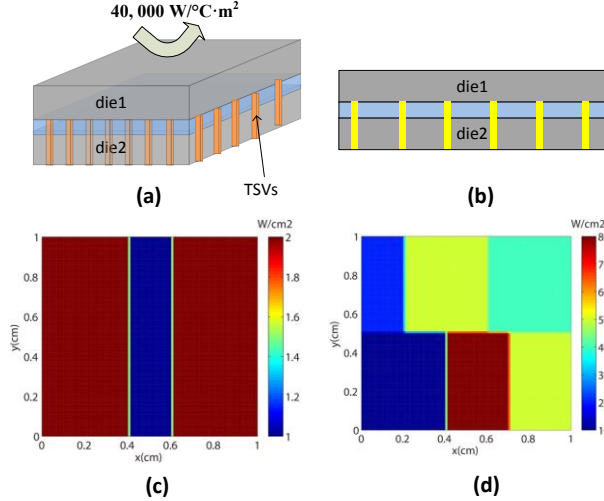 40, 000 W/°C·m²
die1
die2
TSVs
(a)
die1
die2
(b)
W/cm2
1
0.8
0.6
0.4
0.2
0
y(cm)
0 0.2 0.4 0.6 0.8 1
x(cm)
2
1.8
1.6
1.4
1.2
1
(c)
W/cm2
1
0.8
0.6
0.4
0.2
0
y(cm)
0 0.2 0.4 0.6 0.8 1
x(cm)
8
7
6
5
4
3
2
1
(d)